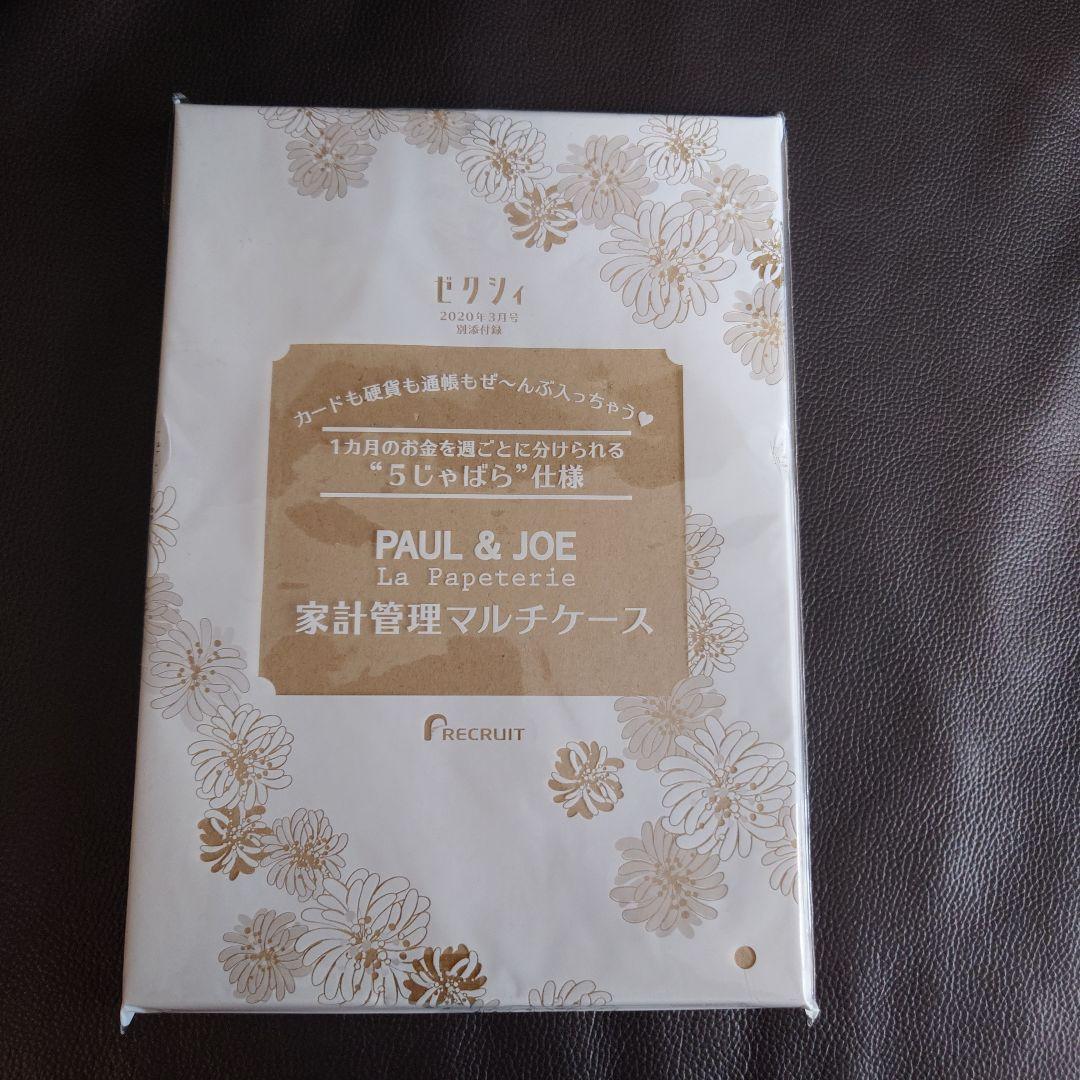 ゼクシィ
2020年3月号
別添付録
カードも硬貨も通帳もぜ〜んぶ入っちゃう♥
1カ月のお金を週ごとに分けられる
“5じゃばら”仕様
PAUL & JOE
La Papeterie
家計管理マルチケース
RECRUIT